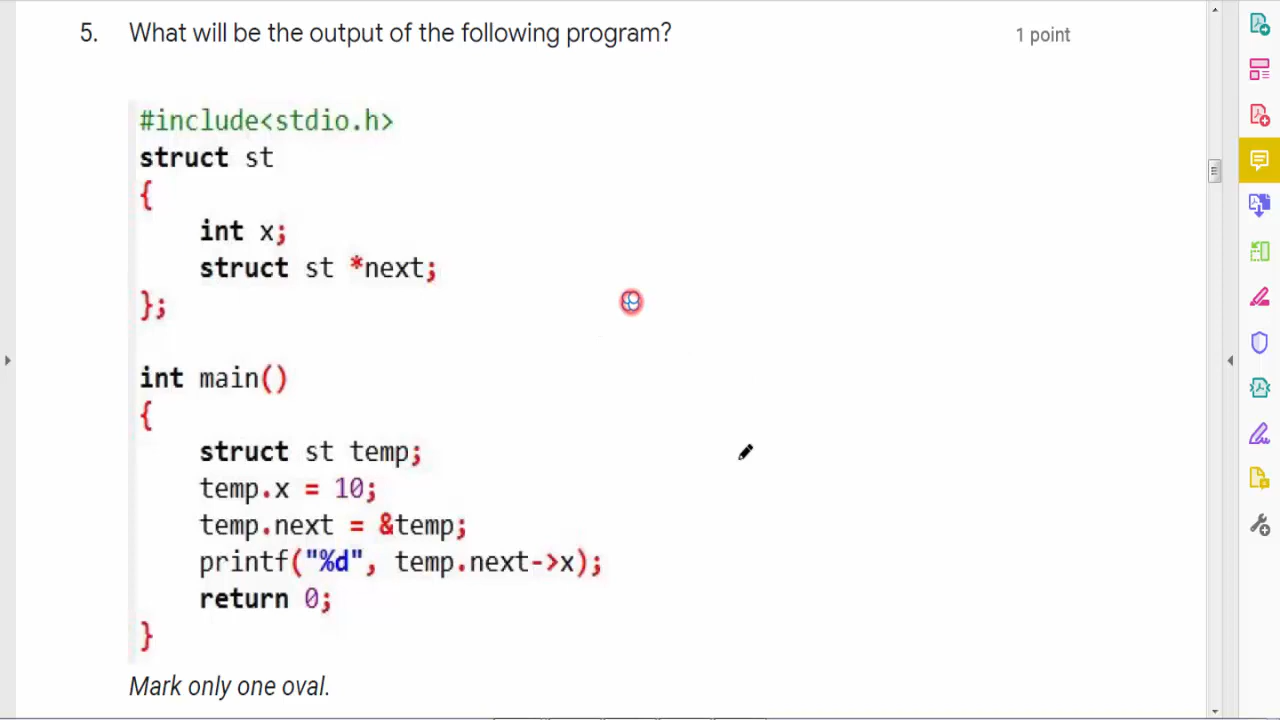 5. What will be the output of the following program? 1 point
#include<stdio.h>
struct st
{
int x;
struct st *next;
};
int main()
{
struct st temp;
temp.x = 10;
temp.next = &temp;
printf("%d", temp.next->x);
return 0;
}
Mark only one oval.